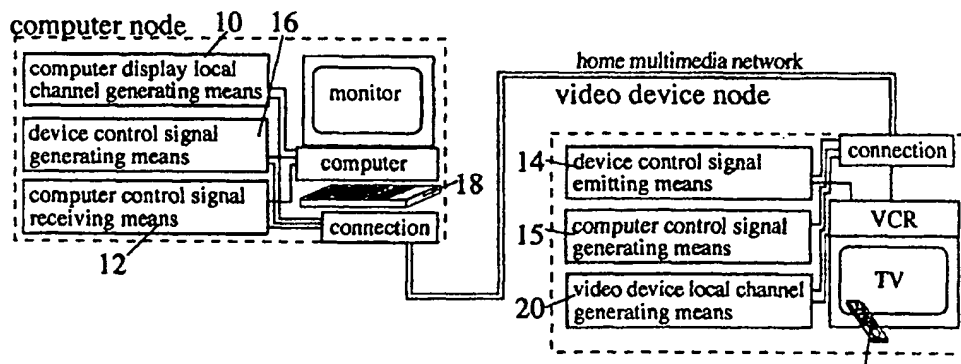 computer node
10
16
computer display local
channel generating means
device control signal
generating means
computer control signal
receiving means
12
monitor
computer
18
connection
home multimedia network
video device node
14
device control signal
emitting means
15
computer control signal
generating means
20
video device local channel
generating means
connection
VCR
TV